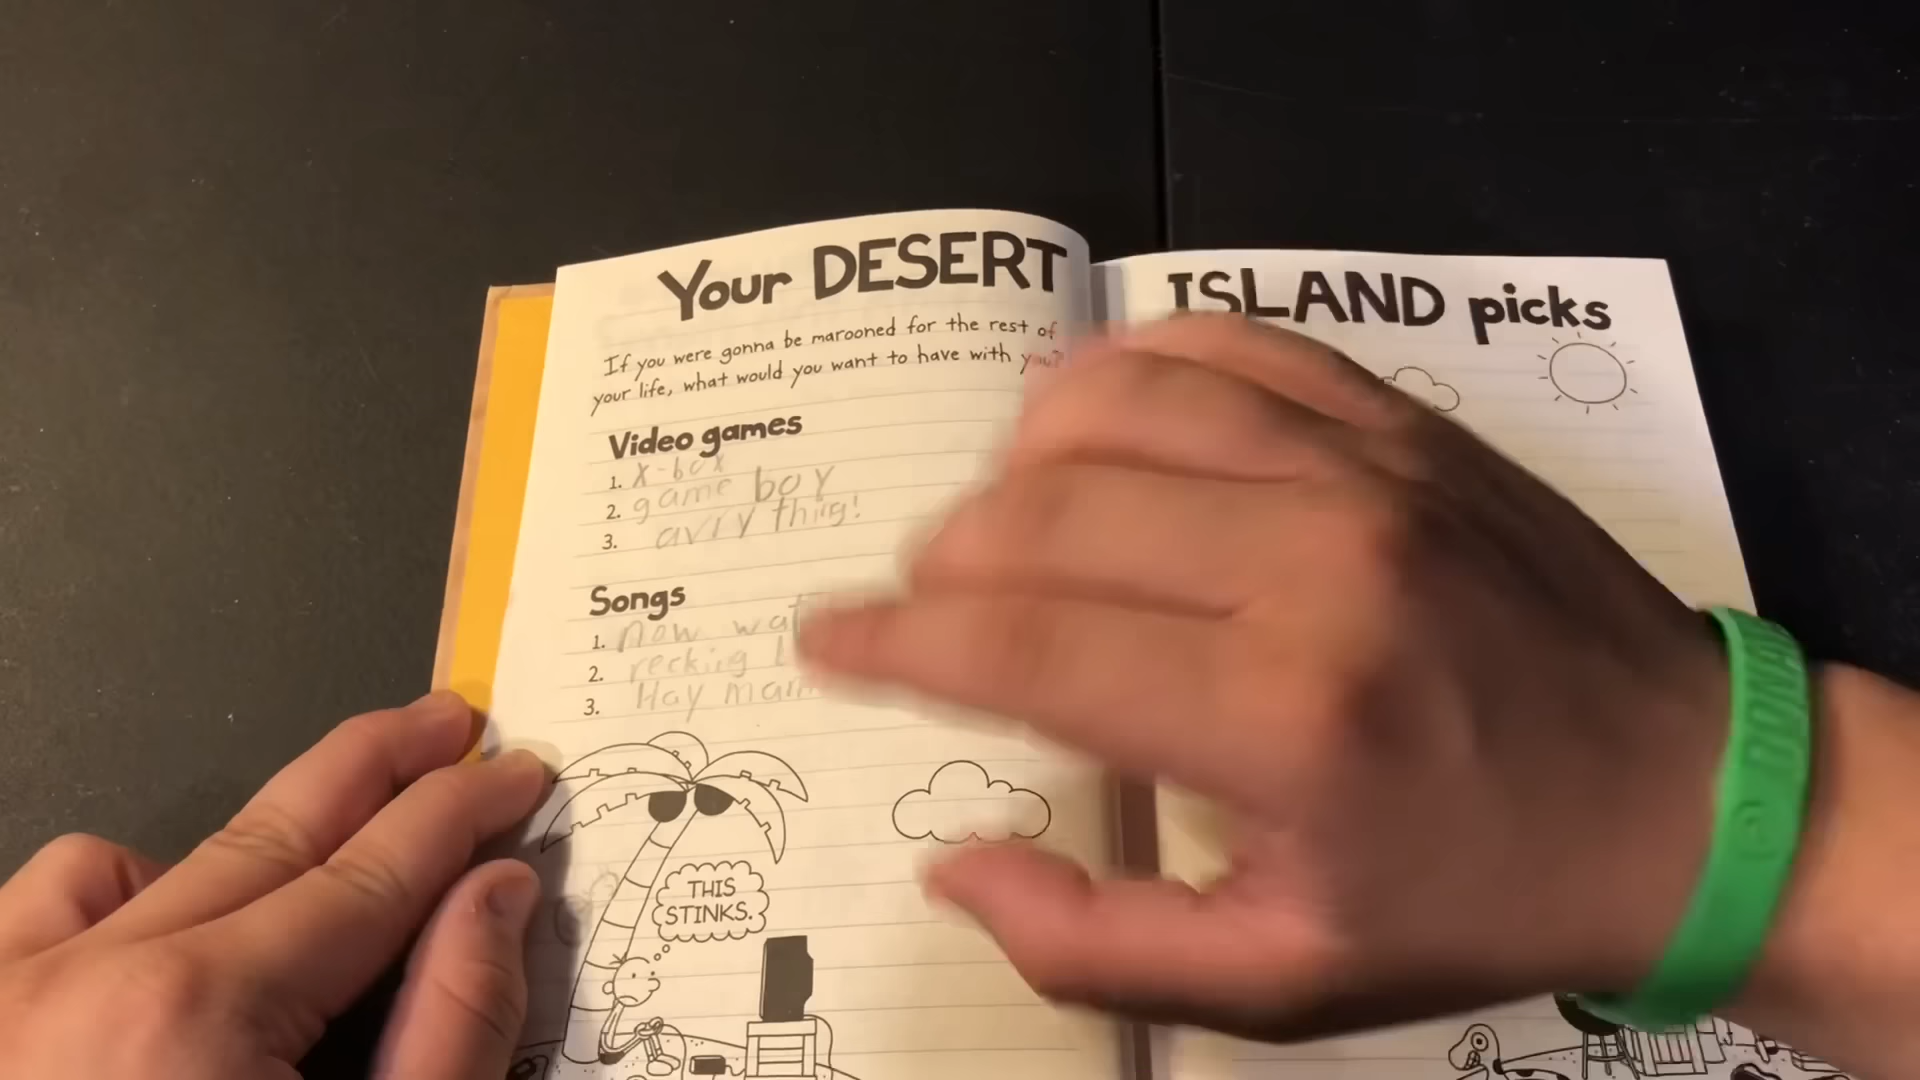 Your DESERT ISLAND picks
If you were gonna be marooned for the rest of
your life, what would you want to have with you?
Video games
1. X-box
2. game boy
3. avry thing!
Songs
1. now
2. recking
3. Hay
THIS
STINKS.